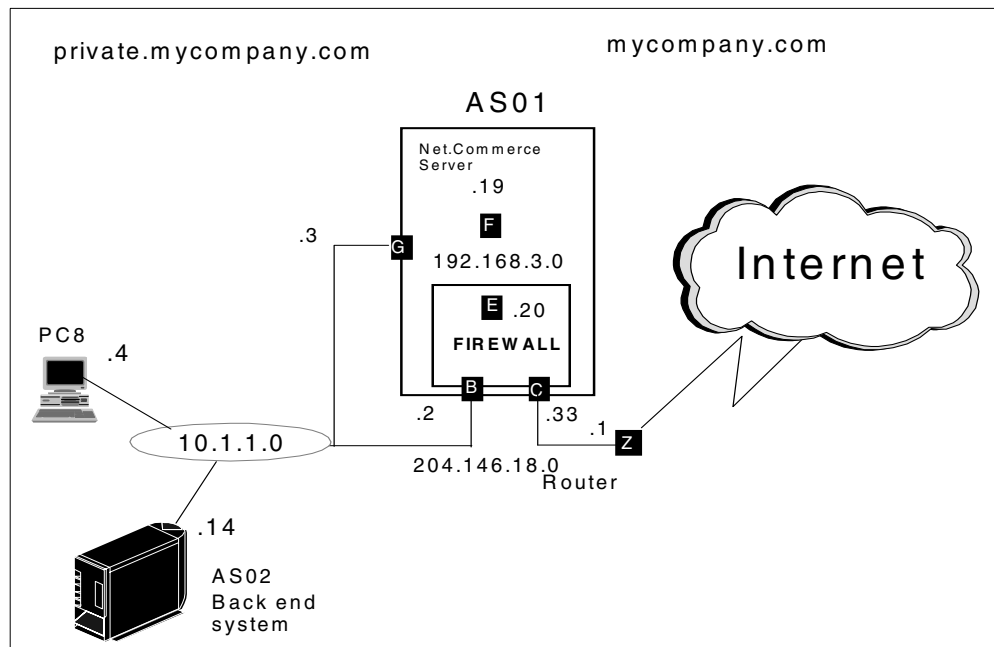 private.mycompany.com
mycompany.com
AS01
Net.Commerce
Server
.19
F
.3
G
192.168.3.0
Internet
E
.20
PC8
.4
FIREWALL
B
C
.2
.33
.1
Z
10.1.1.0
204.146.18.0
Router
.14
AS02
Back end
system